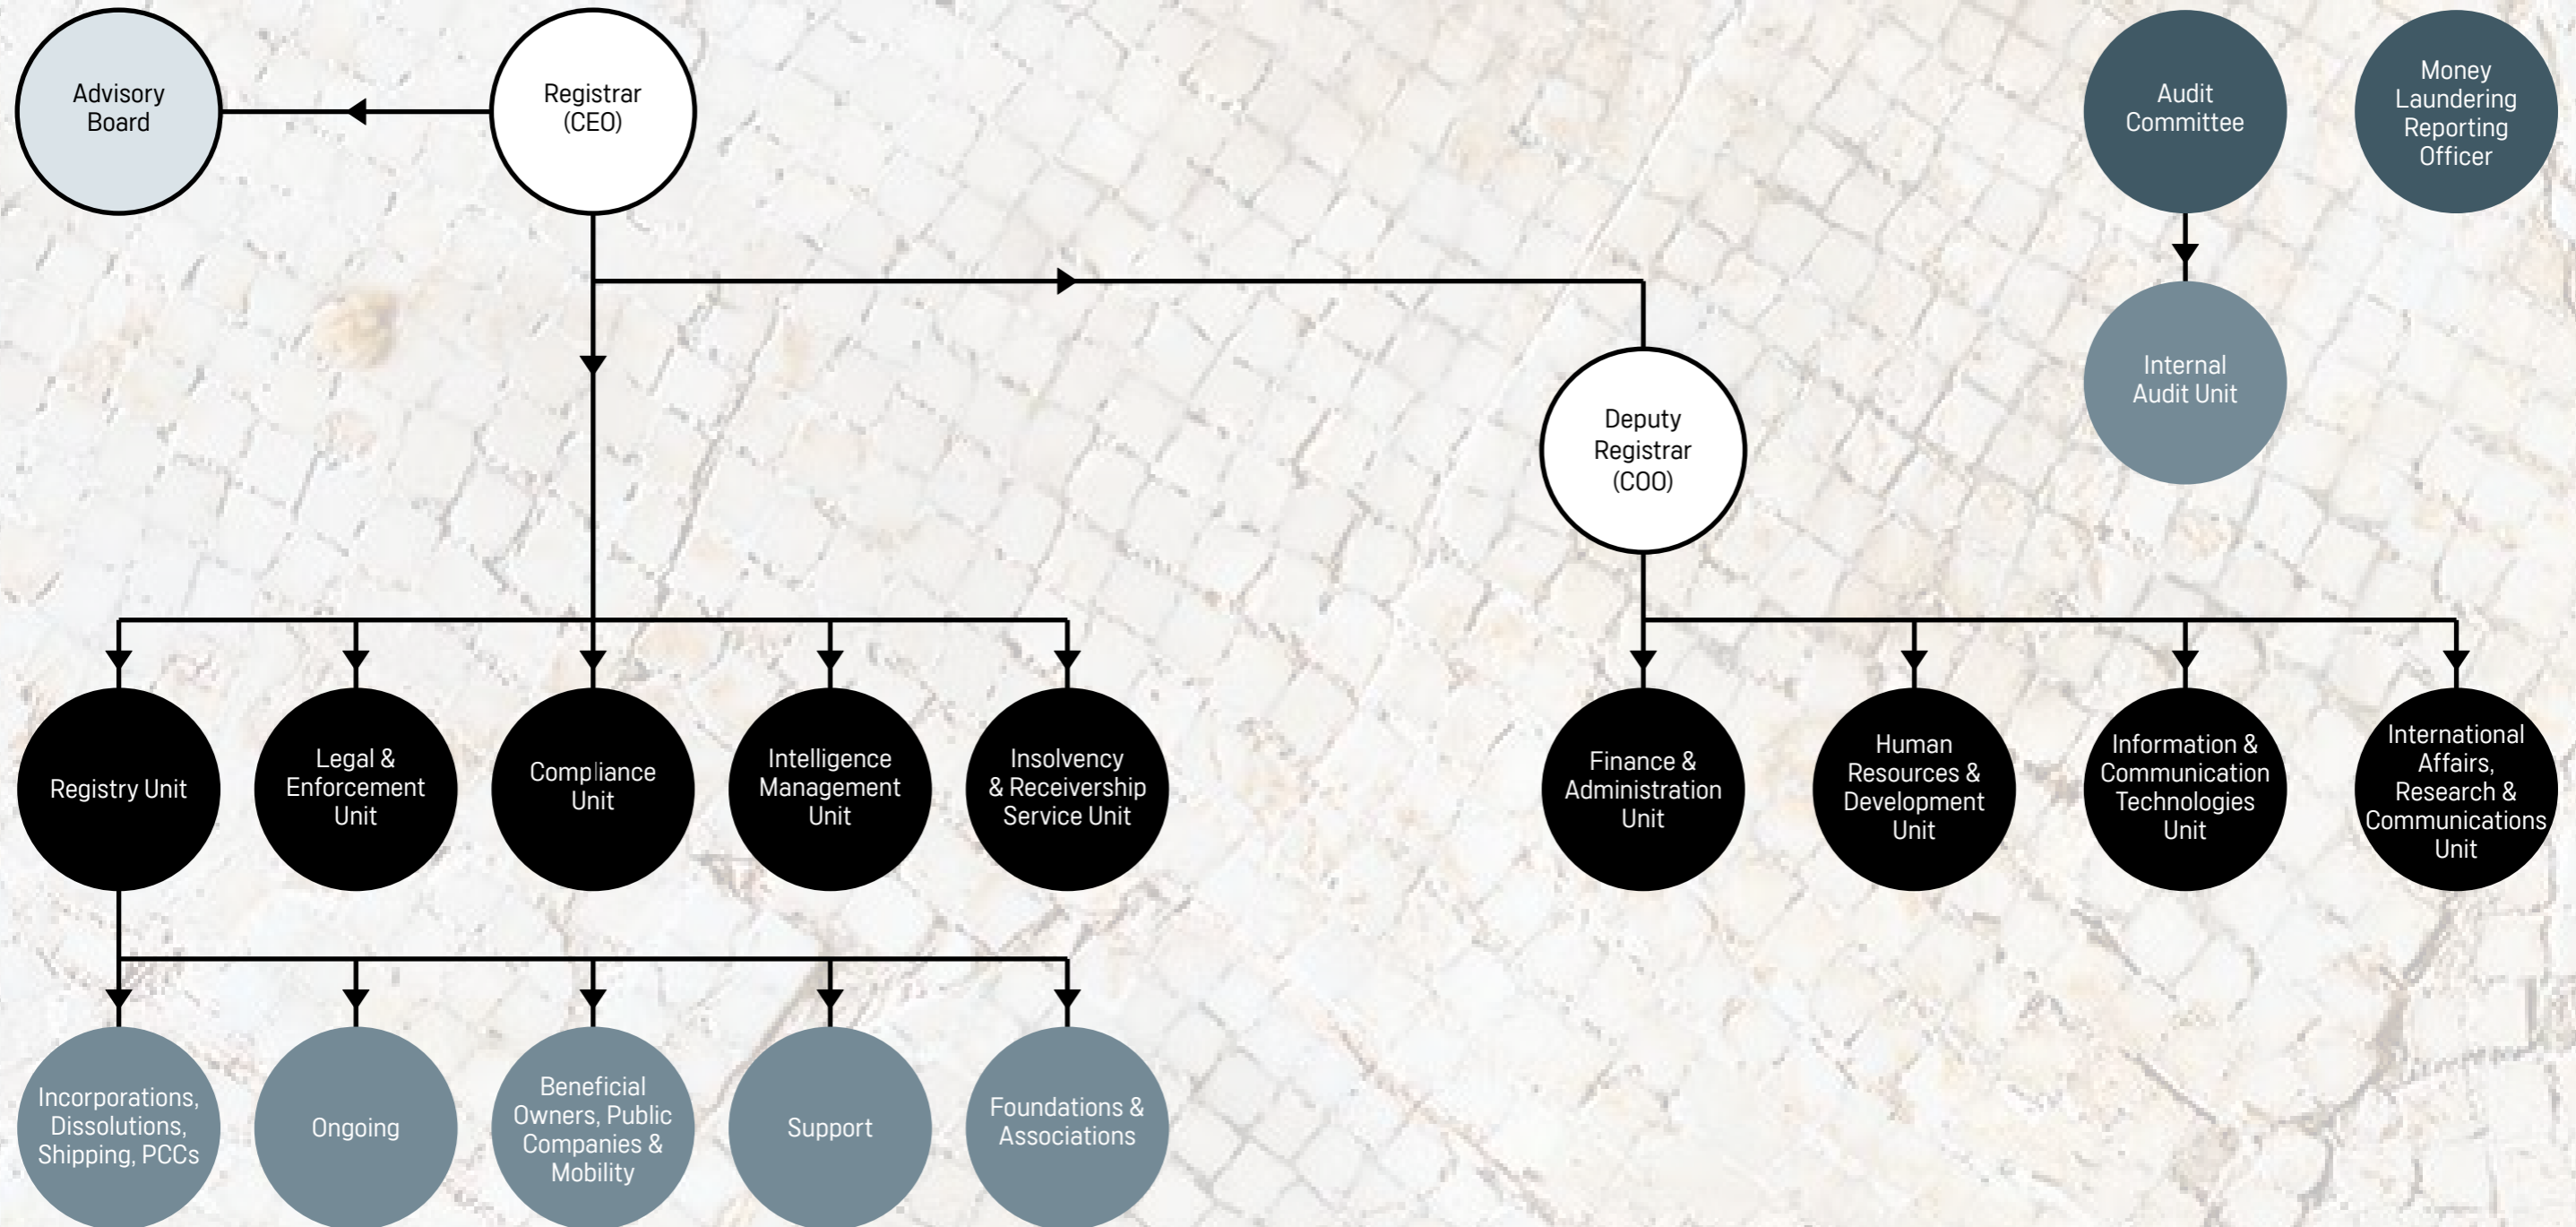 Advisory
Board
Registrar
(CEO)
Audit
Committee
Money
Laundering
Reporting
Officer
Internal
Audit Unit
Deputy
Registrar
(COO)
Registry Unit
Legal &
Enforcement
Unit
Compliance
Unit
Intelligence
Management
Unit
Insolvency
& Receivership
Service Unit
Finance &
Administration
Unit
Human
Resources &
Development
Unit
Information &
Communication
Technologies
Unit
International
Affairs,
Research &
Communications
Unit
Incorporations,
Dissolutions,
Shipping, PCCs
Ongoing
Beneficial
Owners, Public
Companies &
Mobility
Support
Foundations &
Associations